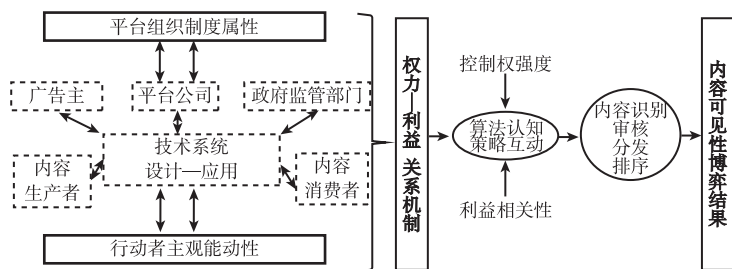 平台组织制度属性
广告主
平台公司
政府监管部门
技术系统
设计—应用
内容
生产者
内容
消费者
行动者主观能动性
权力—利益 关系机制
控制权强度
算法认知
策略互动
利益相关性
内容识别
审核
分发
排序
内容可见性博弈结果